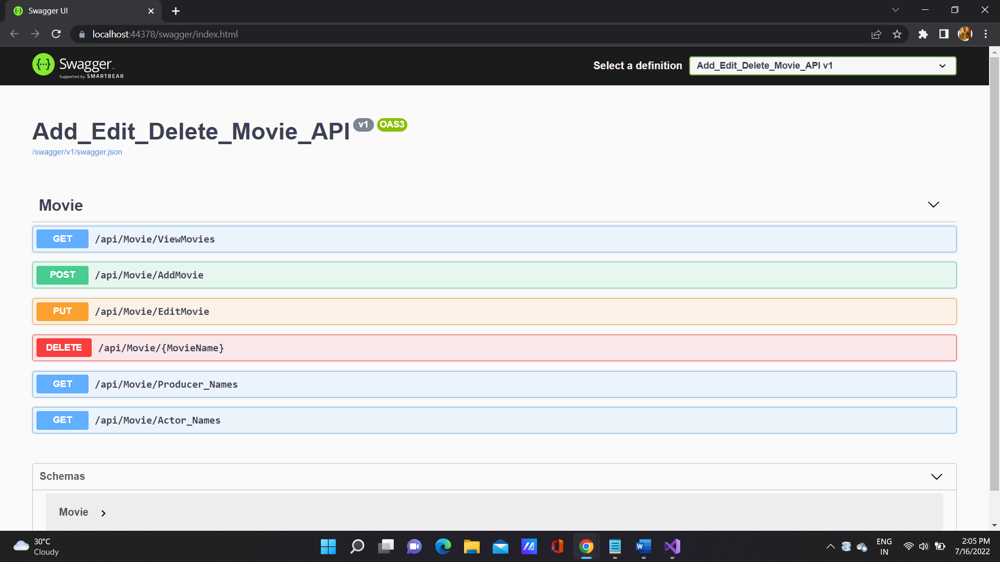 Swagger UI
localhost:44378/swagger/index.html
Swagger
Supported by SMARTBEAR
Select a definition
Add_Edit_Delete_Movie_API v1
Add_Edit_Delete_Movie_API v1 OAS3
/swagger/v1/swagger.json
Movie
GET /api/Movie/ViewMovies
POST /api/Movie/AddMovie
PUT /api/Movie/EditMovie
DELETE /api/Movie/{MovieName}
GET /api/Movie/Producer_Names
GET /api/Movie/Actor_Names
Schemas
Movie
30°C
Cloudy
ENG
IN
2:05 PM
7/16/2022